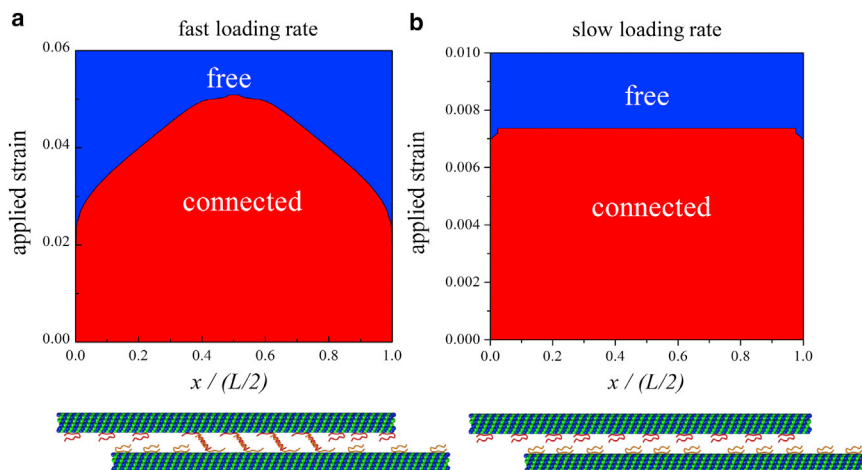 a
fast loading rate
0.06
0.04
0.02
0.00
applied strain
free
connected
0.0 0.2 0.4 0.6 0.8 1.0
x / (L/2)
b
slow loading rate
0.010
0.008
0.006
0.004
0.002
0.000
applied strain
free
connected
0.0 0.2 0.4 0.6 0.8 1.0
x / (L/2)